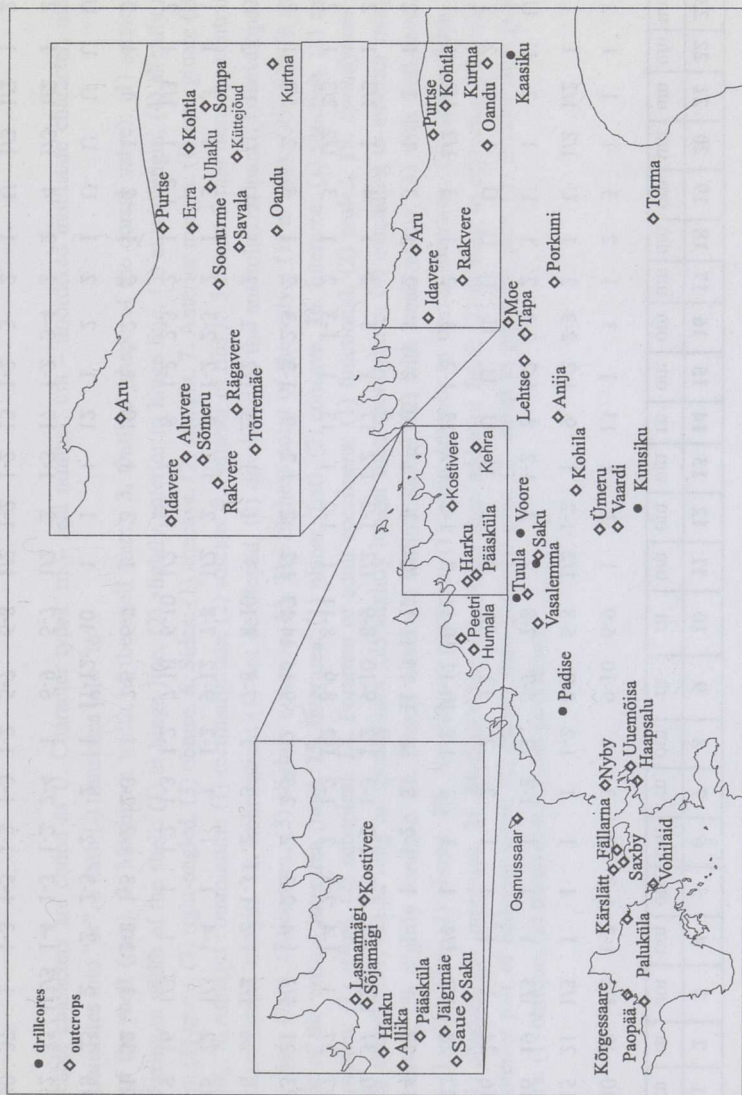 ● drillcores
◇ outcrops
Lasnamägi
Kostivere
Sõjamägi
Harku
Allika
Pääsküla
Jälgimäe
Saue
Saku
Aru
Idavere
Aluvere
Sõmeru
Rakvere
Rägavere
Tõrremäe
Purtse
Erra
Kohtla
Uhaku
Sompa
Soonurme
Savala
Küttejõud
Oandu
Kurtna
Aru
Idavere
Rakvere
Purtse
Kohtla
Kurtna
Oandu
Kaasiku
Kostivere
Kehra
Harku
Pääsküla
Peetri
Humala
Tuula
Voore
Saku
Vasalemma
Padise
Osmussaar
Moe
Tapa
Lehtse
Anija
Porkuni
Kohila
Ümeru
Vaardi
Kuusiku
Torma
Kõrgessaare
Paopää
Paluküla
Kärslätt
Fällarna
Saxby
Vohilaid
Nyby
Uuemõisa
Haapsalu